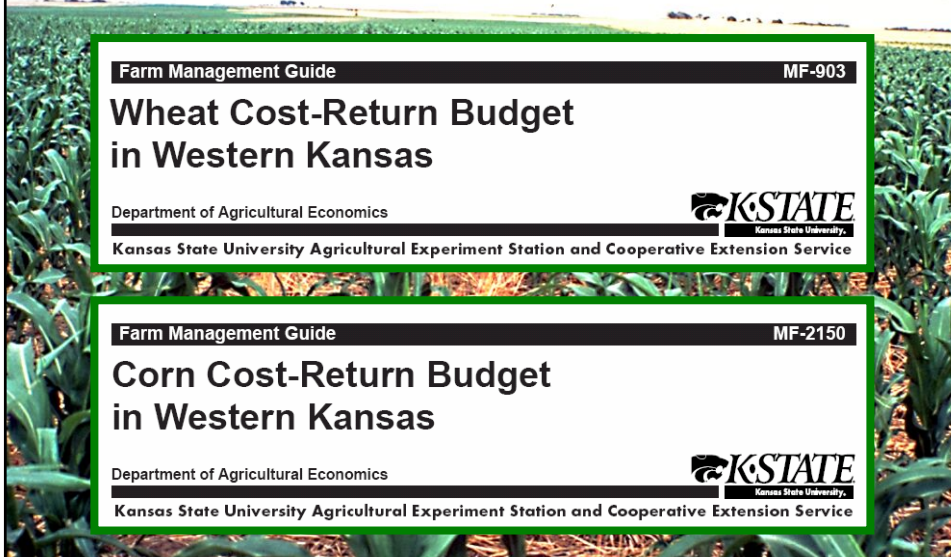 Farm Management Guide MF-903
Wheat Cost-Return Budget
in Western Kansas
Department of Agricultural Economics
K·STATE
Kansas State University.
Kansas State University Agricultural Experiment Station and Cooperative Extension Service
Farm Management Guide MF-2150
Corn Cost-Return Budget
in Western Kansas
Department of Agricultural Economics
K·STATE
Kansas State University.
Kansas State University Agricultural Experiment Station and Cooperative Extension Service